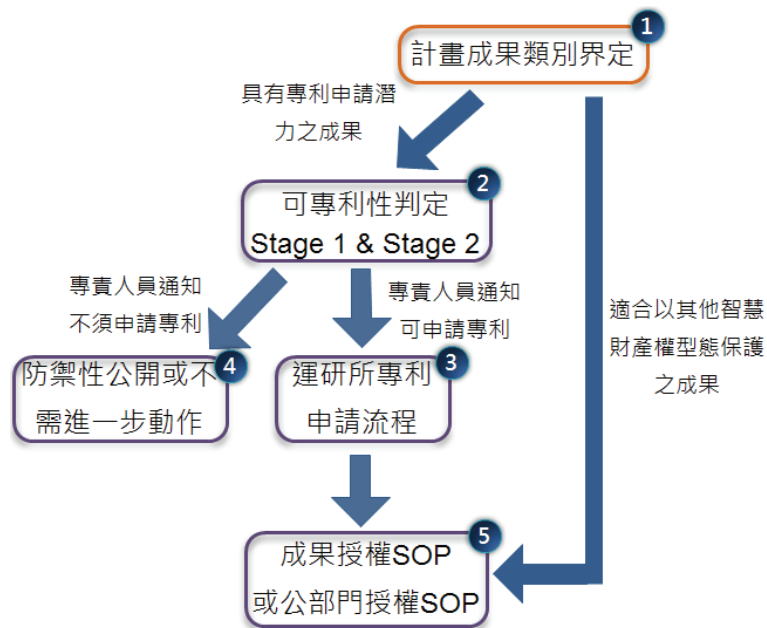 1
計畫成果類別界定
具有專利申請潛
力之成果
2
可專利性判定
Stage 1 & Stage 2
專責人員通知
不須申請專利
專責人員通知
可申請專利
適合以其他智慧
財產權型態保護
之成果
4
防禦性公開或不
需進一步動作
3
運研所專利
申請流程
5
成果授權SOP
或公部門授權SOP